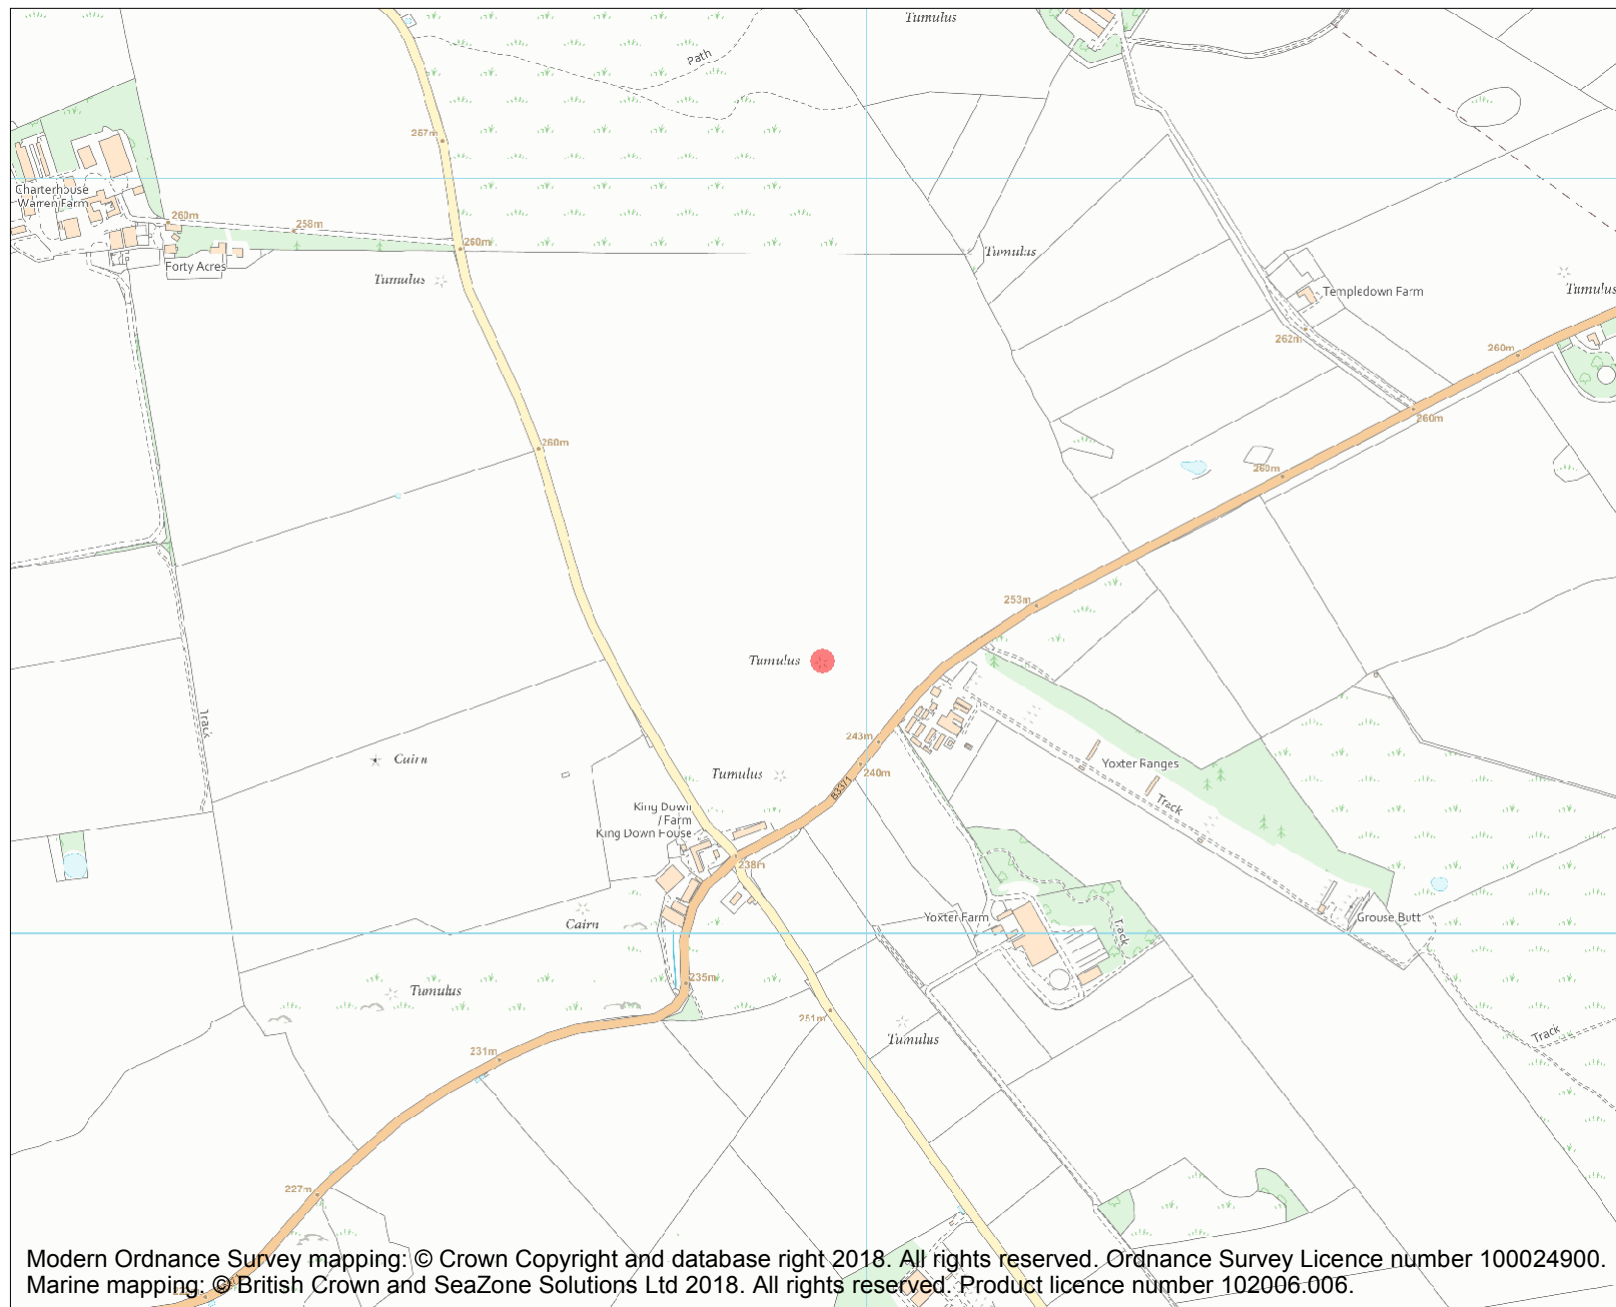 Tumulus
Path
257m
Charterhouse
Warren Farm
260m
258m
260m
Forty Acres
Tumulus
Tumulus
Templedown Farm
Tumulus
262m
260m
260m
260m
260m
253m
Tumulus
Track
243m
240m
B3371
Cairn
Tumulus
Yoxter Ranges
Track
King Down
Farm
King Down House
238m
Cairn
Yoxter Farm
Track
Grouse Butt
235m
Tumulus
251m
Tumulus
Track
231m
227m
Modern Ordnance Survey mapping: © Crown Copyright and database right 2018. All rights reserved. Ordnance Survey Licence number 100024900.
Marine mapping: © British Crown and SeaZone Solutions Ltd 2018. All rights reserved. Product licence number 102006.006.